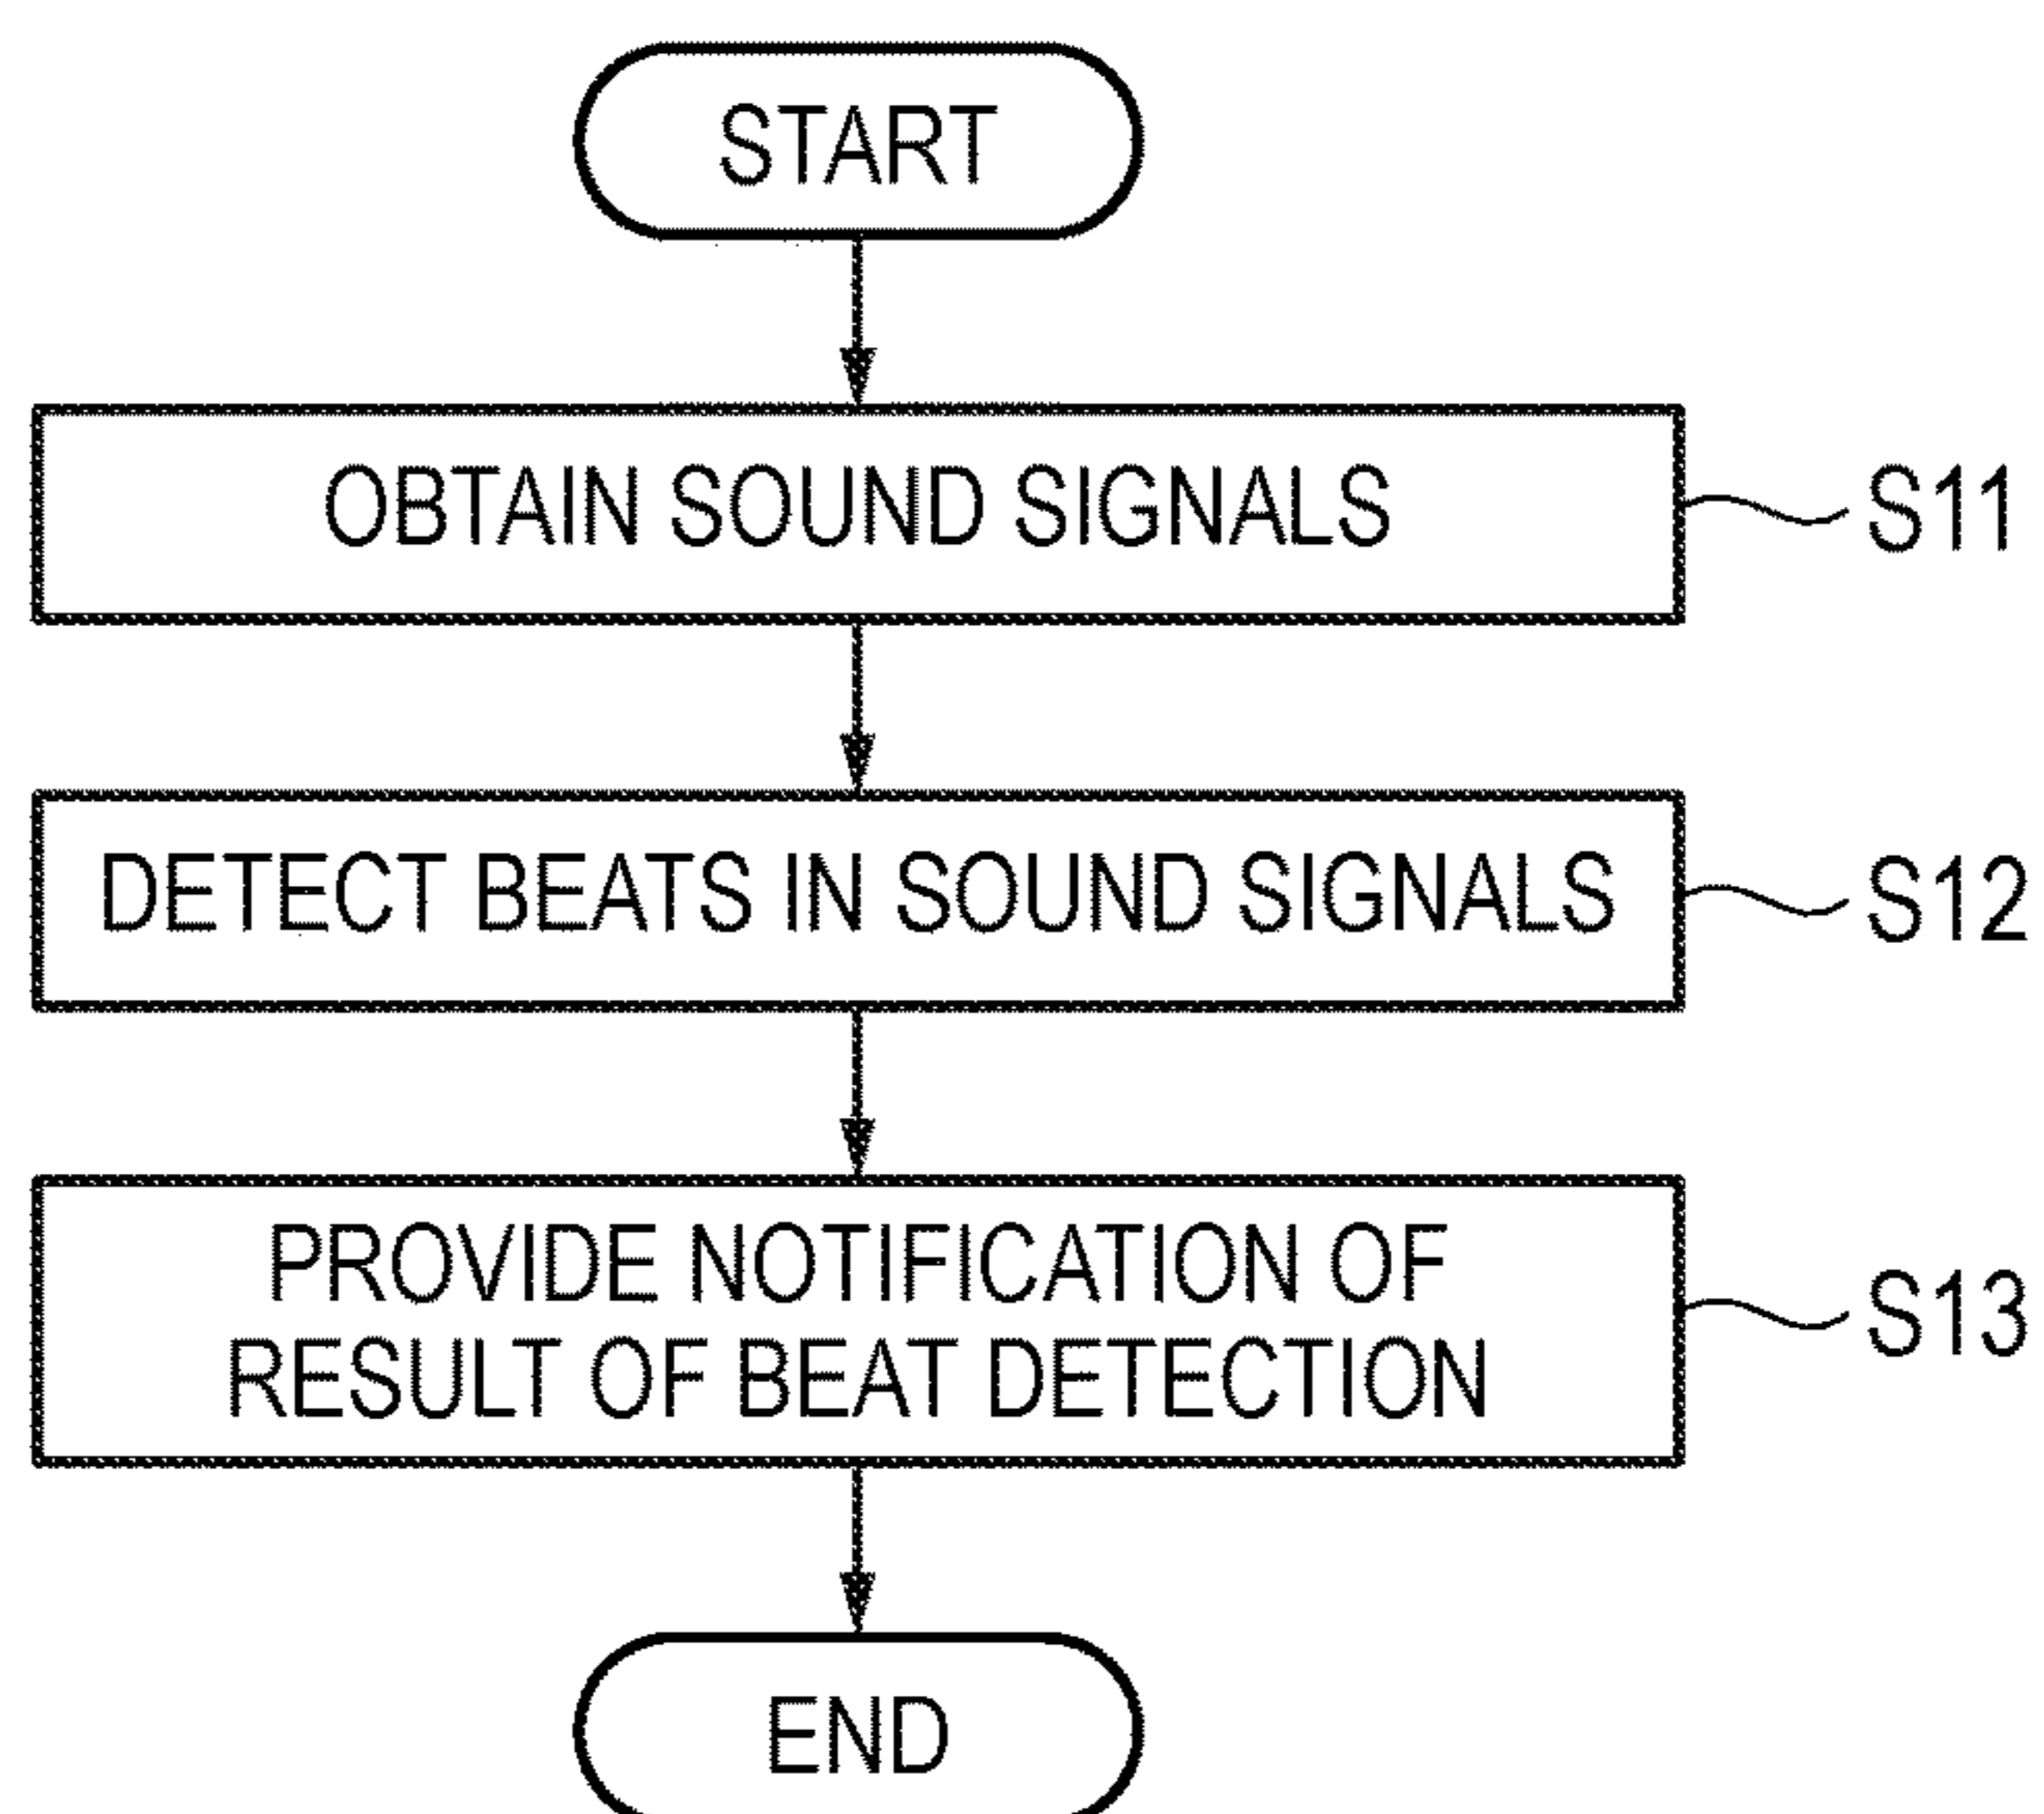 START
OBTAIN SOUND SIGNALS
S11
DETECT BEATS IN SOUND SIGNALS
S12
PROVIDE NOTIFICATION OF
RESULT OF BEAT DETECTION
S13
END